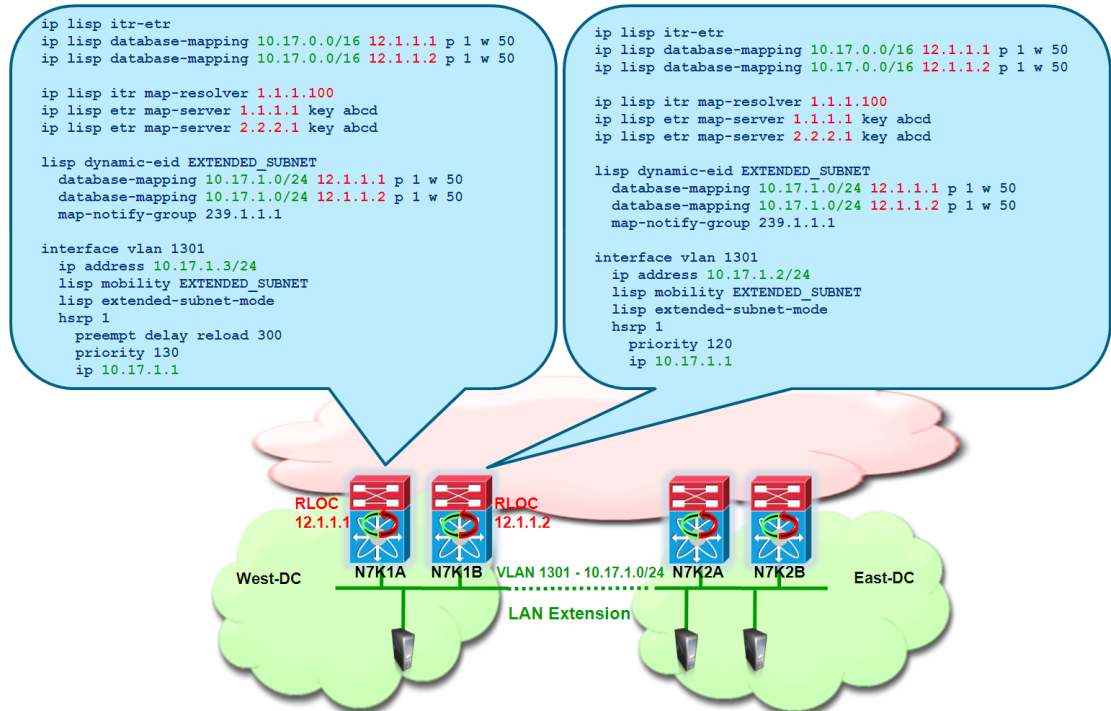 ip lisp itr-etr
ip lisp database-mapping 10.17.0.0/16 12.1.1.1 p 1 w 50
ip lisp database-mapping 10.17.0.0/16 12.1.1.2 p 1 w 50
ip lisp itr map-resolver 1.1.1.100
ip lisp etr map-server 1.1.1.1 key abcd
ip lisp etr map-server 2.2.2.1 key abcd
lisp dynamic-eid EXTENDED_SUBNET
database-mapping 10.17.1.0/24 12.1.1.1 p 1 w 50
database-mapping 10.17.1.0/24 12.1.1.2 p 1 w 50
map-notify-group 239.1.1.1
interface vlan 1301
ip address 10.17.1.3/24
lisp mobility EXTENDED_SUBNET
lisp extended-subnet-mode
hsrp 1
preempt delay reload 300
priority 130
ip 10.17.1.1
ip lisp itr-etr
ip lisp database-mapping 10.17.0.0/16 12.1.1.1 p 1 w 50
ip lisp database-mapping 10.17.0.0/16 12.1.1.2 p 1 w 50
ip lisp itr map-resolver 1.1.1.100
ip lisp etr map-server 1.1.1.1 key abcd
ip lisp etr map-server 2.2.2.1 key abcd
lisp dynamic-eid EXTENDED_SUBNET
database-mapping 10.17.1.0/24 12.1.1.1 p 1 w 50
database-mapping 10.17.1.0/24 12.1.1.2 p 1 w 50
map-notify-group 239.1.1.1
interface vlan 1301
ip address 10.17.1.2/24
lisp mobility EXTENDED_SUBNET
lisp extended-subnet-mode
hsrp 1
priority 120
ip 10.17.1.1
RLOC
12.1.1.1
RLOC
12.1.1.2
West-DC
N7K1A
N7K1B
VLAN 1301 - 10.17.1.0/24
N7K2A
N7K2B
East-DC
LAN Extension